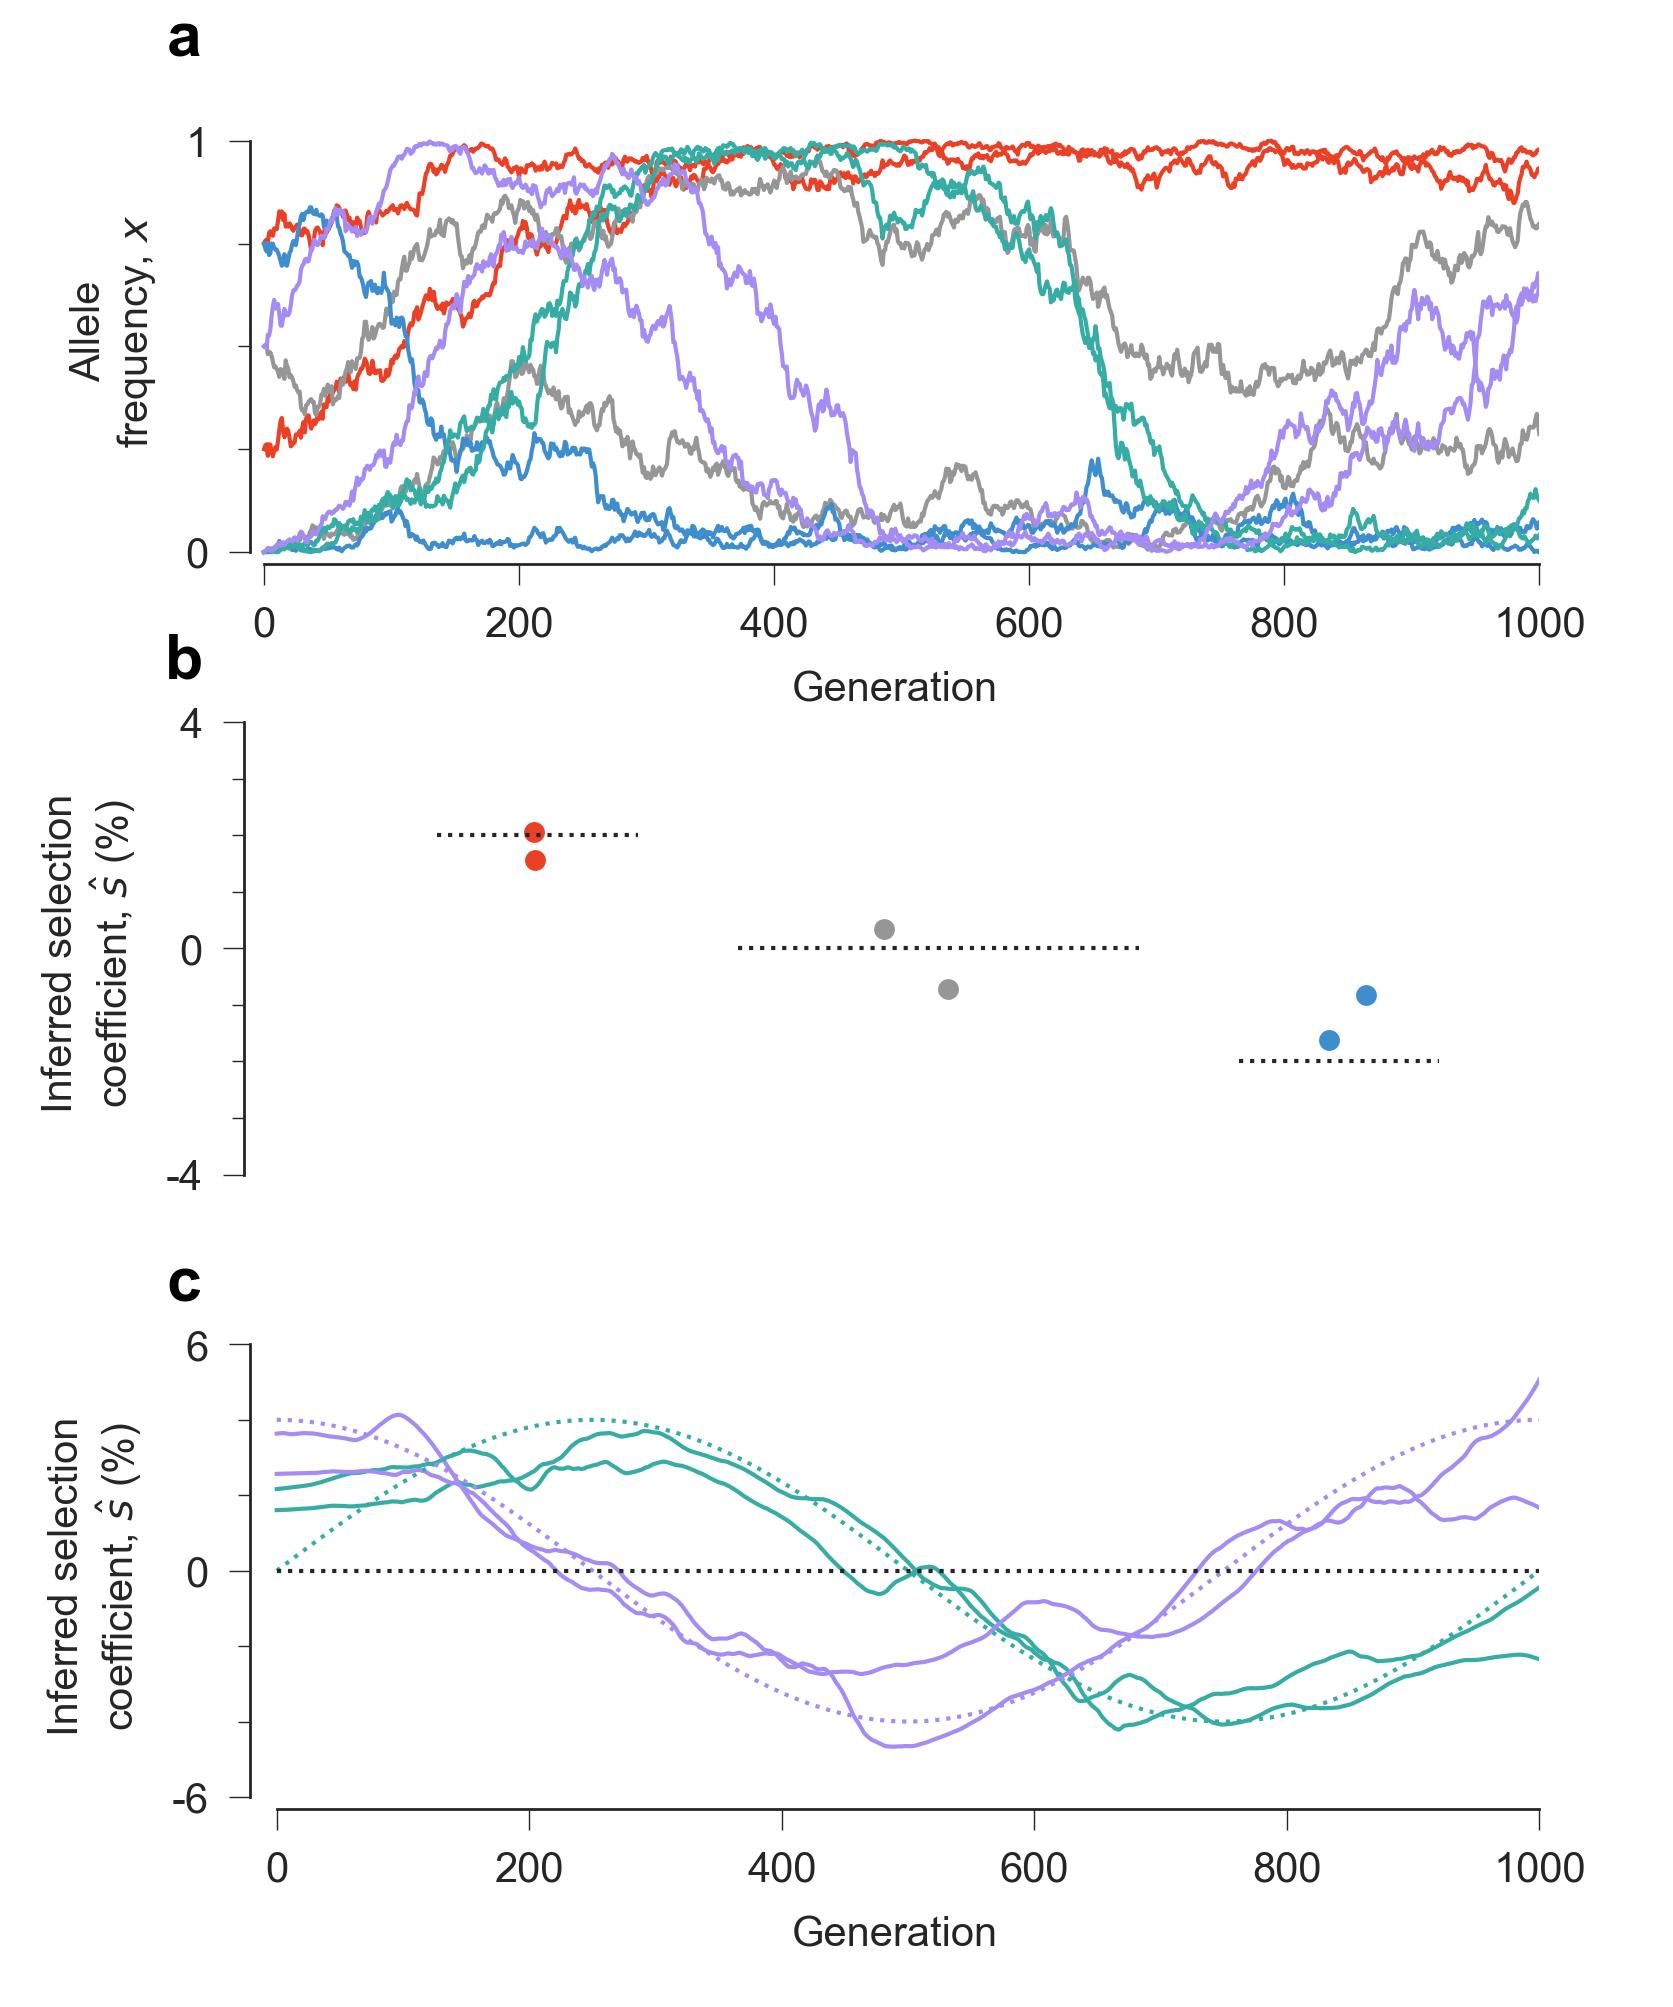 a
Allele
frequency, x
1
0
0 200 400 600 800 1000
Generation
b
Inferred selection
coefficient, ŝ (%)
4
0
-4
c
Inferred selection
coefficient, ŝ (%)
6
0
-6
0 200 400 600 800 1000
Generation